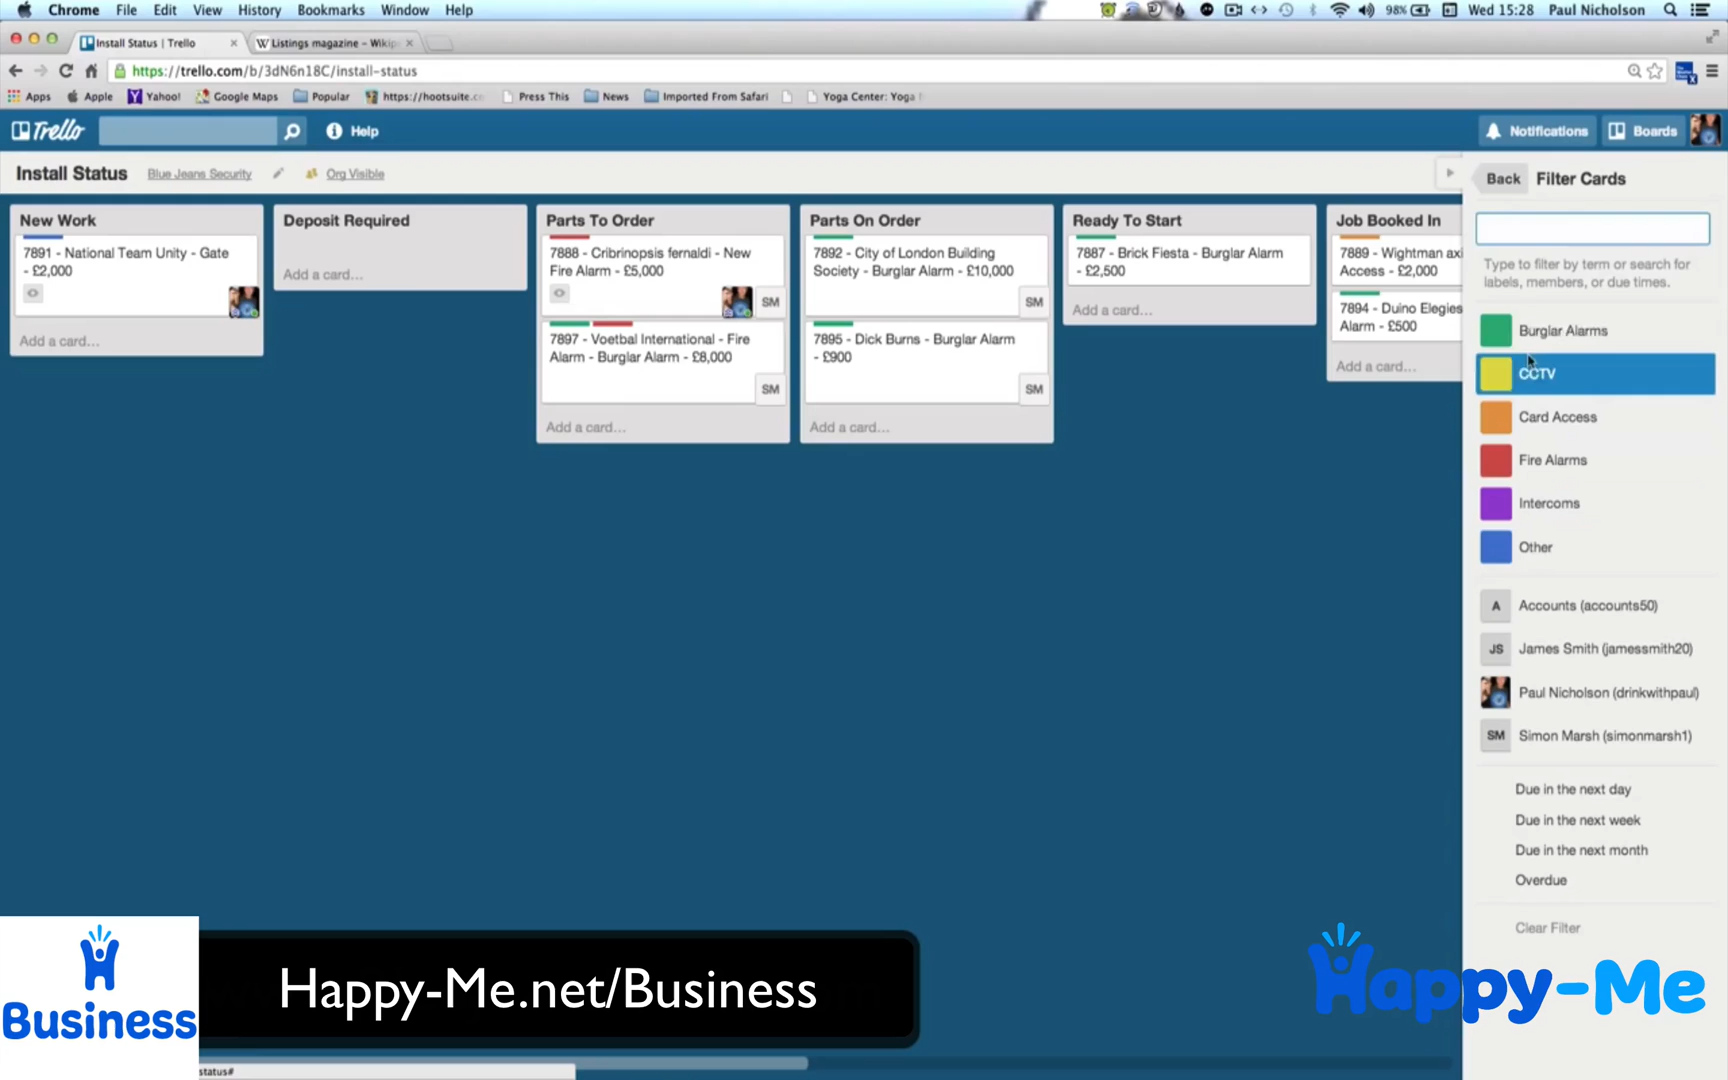 Chrome File Edit View History Bookmarks Window Help
98% Wed 15:28 Paul Nicholson
Install Status | Trello
Listings magazine – Wikip
https://trello.com/b/3dN6n18C/install-status
Apps Apple Yahoo! Google Maps Popular https://hootsuite.c Press This News Imported From Safari Yoga Center: Yoga
Trello Help Notifications Boards
Install Status Blue Jeans Security Org Visible
New Work
7891 - National Team Unity - Gate
- £2,000
Add a card...
Deposit Required
Add a card...
Parts To Order
7888 - Cribrinopsis fernaldi - New
Fire Alarm - £5,000
SM
7897 - Voetbal International - Fire
Alarm - Burglar Alarm - £8,000
SM
Add a card...
Parts On Order
7892 - City of London Building
Society - Burglar Alarm - £10,000
SM
7895 - Dick Burns - Burglar Alarm
- £900
SM
Add a card...
Ready To Start
7887 - Brick Fiesta - Burglar Alarm
- £2,500
Add a card...
Job Booked In
7889 - Wightman axi
Access - £2,000
7894 - Duino Elegies
Alarm - £500
Add a card...
Back Filter Cards
Type to filter by term or search for
labels, members, or due times.
Burglar Alarms
CCTV
Card Access
Fire Alarms
Intercoms
Other
A Accounts (accounts50)
JS James Smith (jamessmith20)
Paul Nicholson (drinkwithpaul)
SM Simon Marsh (simonmarsh1)
Due in the next day
Due in the next week
Due in the next month
Overdue
Clear Filter
Business
Happy-Me.net/Business
Happy-Me
status#